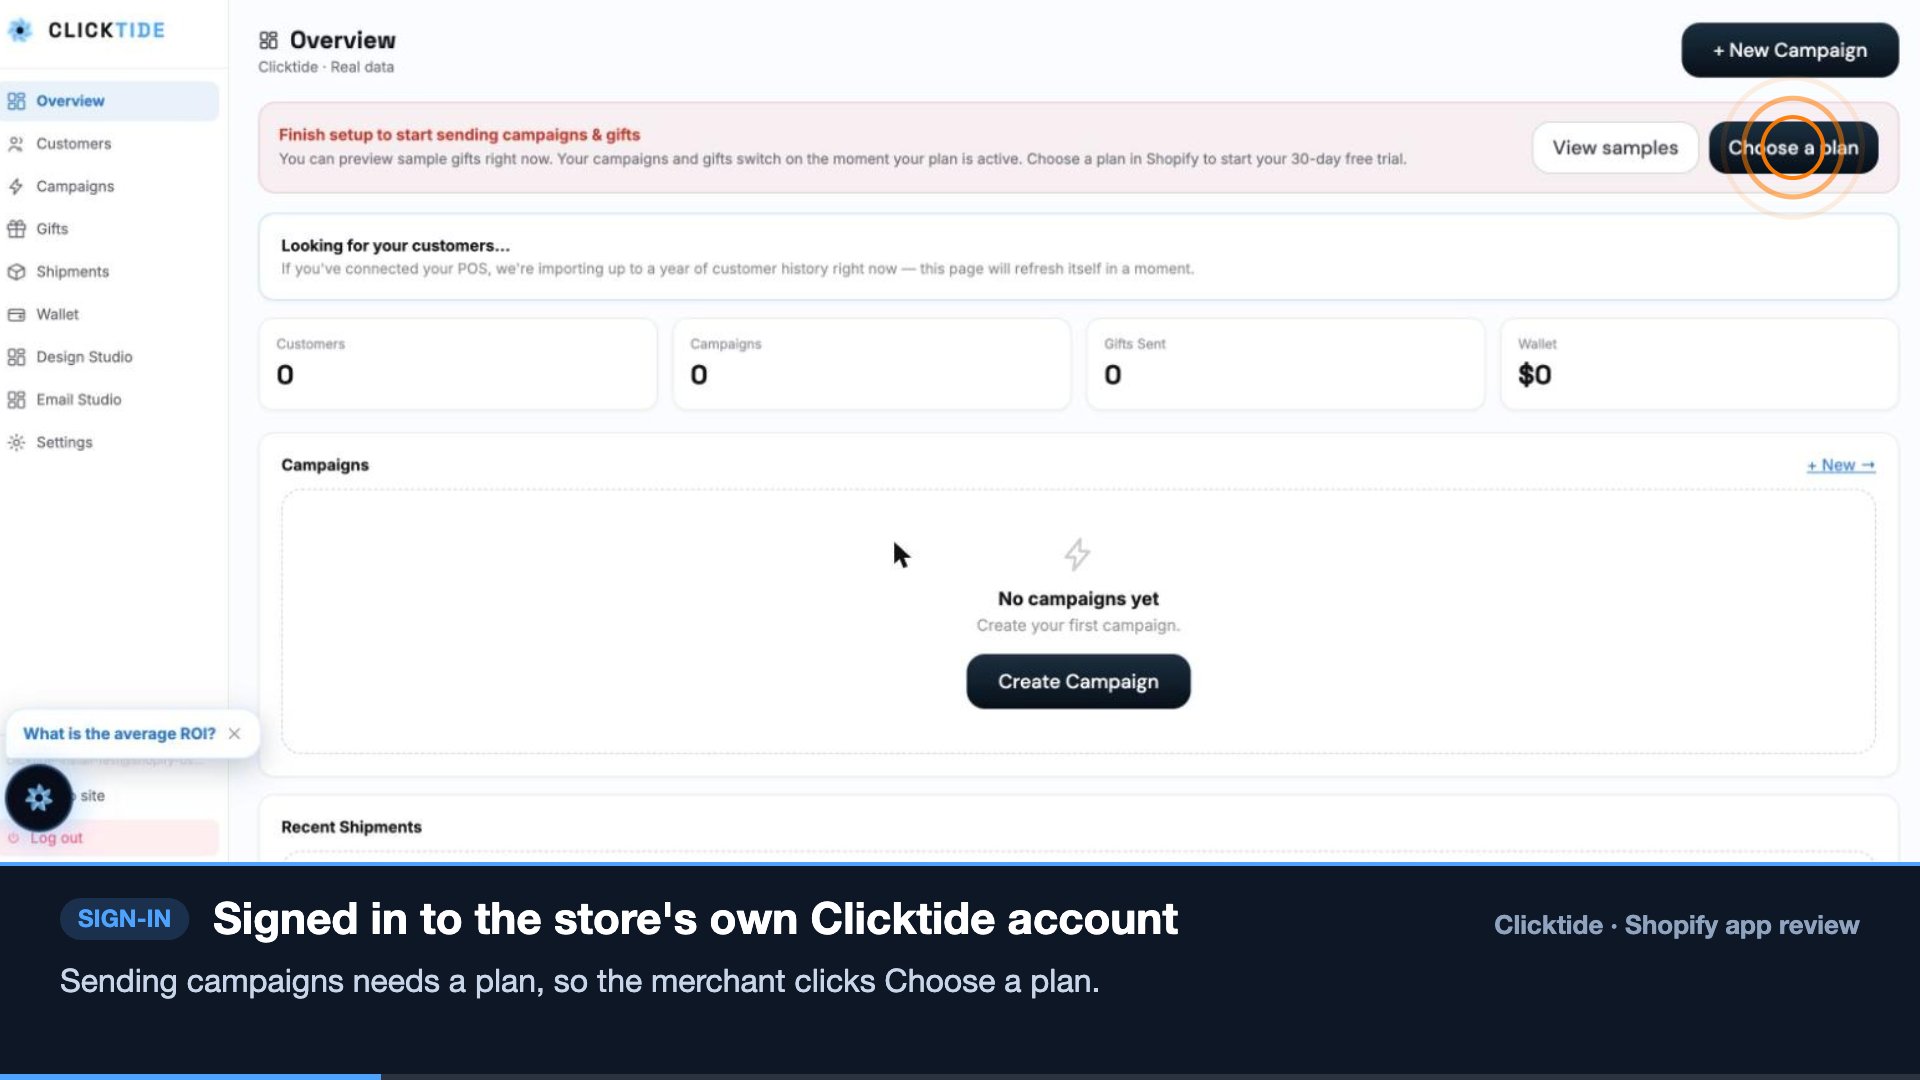 CLICKTIDE
Overview
Customers
Campaigns
Gifts
Shipments
Wallet
Design Studio
Email Studio
Settings
What is the average ROI?
site
Log out
Overview
Clicktide · Real data
+ New Campaign
Finish setup to start sending campaigns & gifts
You can preview sample gifts right now. Your campaigns and gifts switch on the moment your plan is active. Choose a plan in Shopify to start your 30-day free trial.
View samples
Choose a plan
Looking for your customers...
If you've connected your POS, we're importing up to a year of customer history right now — this page will refresh itself in a moment.
Customers
0
Campaigns
0
Gifts Sent
0
Wallet
$0
Campaigns
+ New →
No campaigns yet
Create your first campaign.
Create Campaign
Recent Shipments
SIGN-IN
Signed in to the store's own Clicktide account
Clicktide · Shopify app review
Sending campaigns needs a plan, so the merchant clicks Choose a plan.